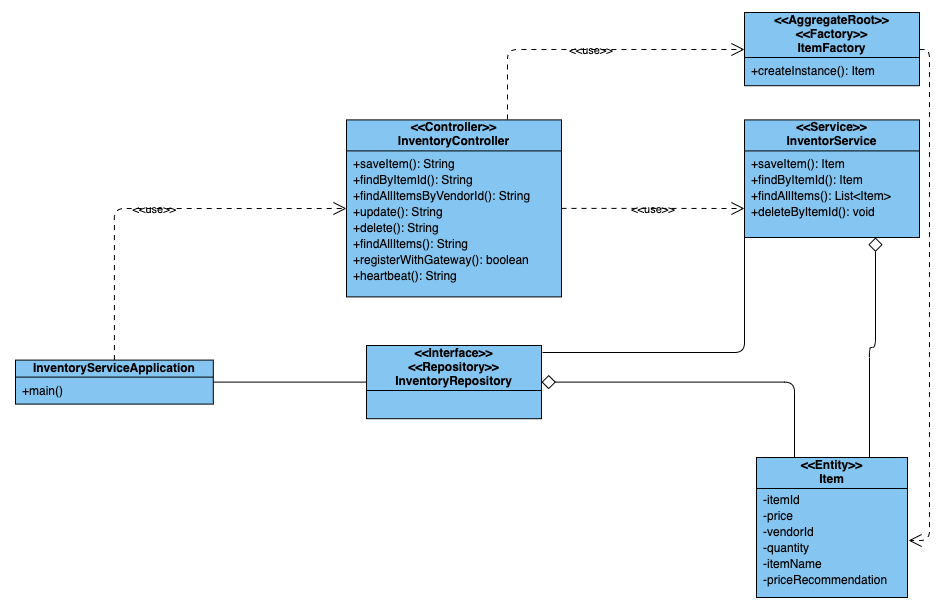 <<AggregateRoot>>
<<Factory>>
ItemFactory
+createInstance(): Item
<<use>>
<<Controller>>
InventoryController
+saveItem(): String
+findByItemId(): String
+findAllItemsByVendorId(): String
+update(): String
+delete(): String
+findAllItems(): String
+registerWithGateway(): boolean
+heartbeat(): String
<<use>>
<<Service>>
InventorService
+saveItem(): Item
+findByItemId(): Item
+findAllItems(): List<Item>
+deleteByItemId(): void
<<use>>
InventoryServiceApplication
+main()
<<Interface>>
<<Repository>>
InventoryRepository
<<Entity>>
Item
-itemId
-price
-vendorId
-quantity
-itemName
-priceRecommendation